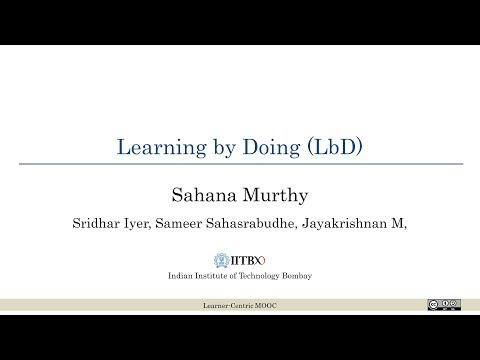 Learning by Doing (LbD)
Sahana Murthy
Sridhar Iyer, Sameer Sahasrabudhe, Jayakrishnan M,
IITBX
Indian Institute of Technology Bombay
Learner-Centric MOOC